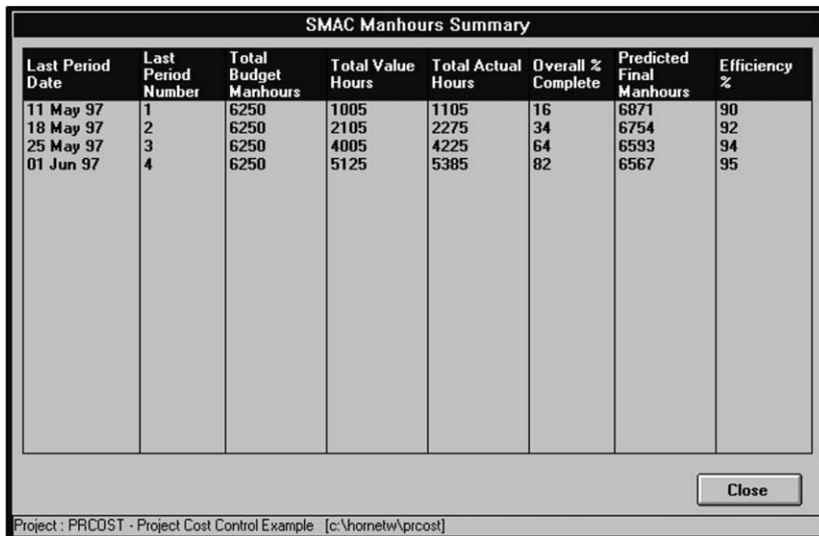 SMAC Manhours Summary
Last Period Date Last Period Number Total Budget Manhours Total Value Hours Total Actual Hours Overall % Complete Predicted Final Manhours Efficiency %
11 May 97 1 6250 1005 1105 16 6871 90
18 May 97 2 6250 2105 2275 34 6754 92
25 May 97 3 6250 4005 4225 64 6593 94
01 Jun 97 4 6250 5125 5385 82 6567 95
Close
Project : PRCOST - Project Cost Control Example [c:\hornetw\prcost]